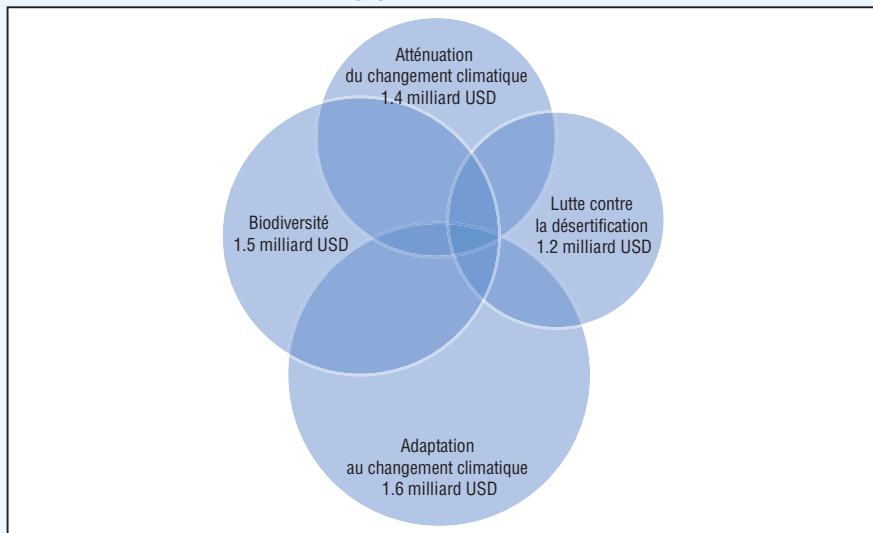 Atténuation
du changement climatique
1.4 milliard USD
Biodiversité
1.5 milliard USD
Lutte contre
la désertification
1.2 milliard USD
Adaptation
au changement climatique
1.6 milliard USD